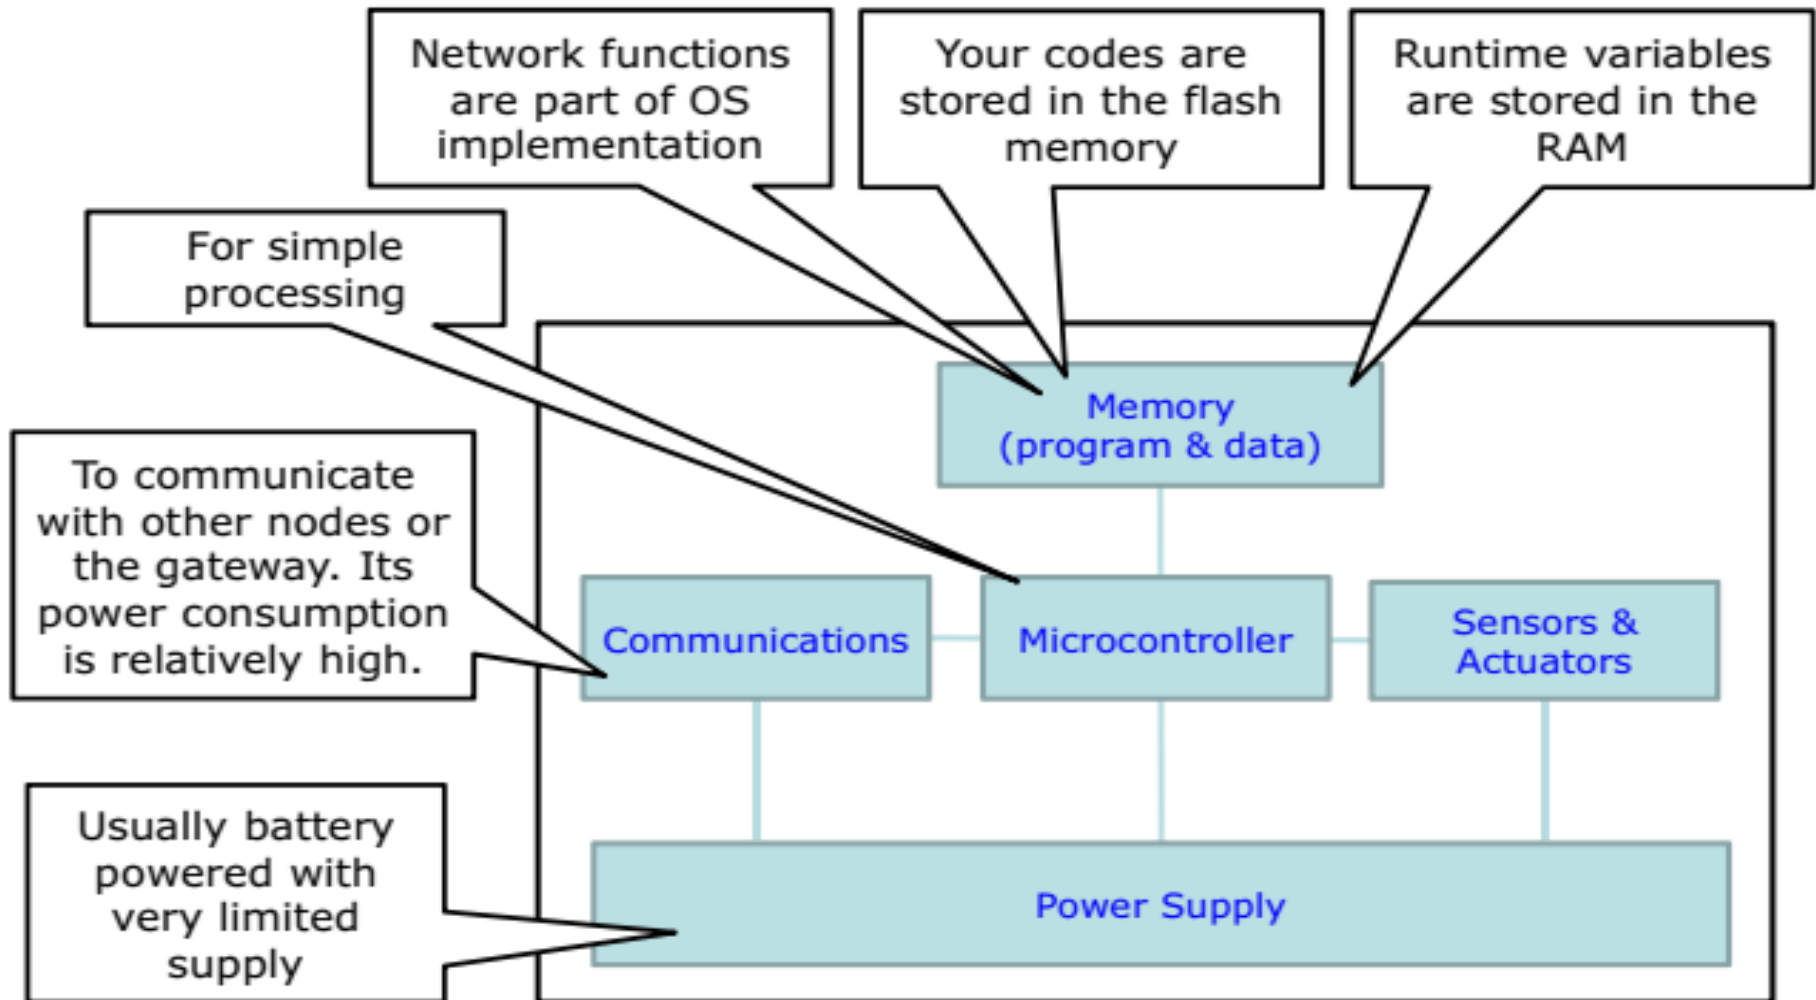 Network functions
are part of OS
implementation
Your codes are
stored in the flash
memory
Runtime variables
are stored in the
RAM
For simple
processing
Memory
(program & data)
To communicate
with other nodes or
the gateway. Its
power consumption
is relatively high.
Communications
Microcontroller
Sensors &
Actuators
Usually battery
powered with
very limited
supply
Power Supply